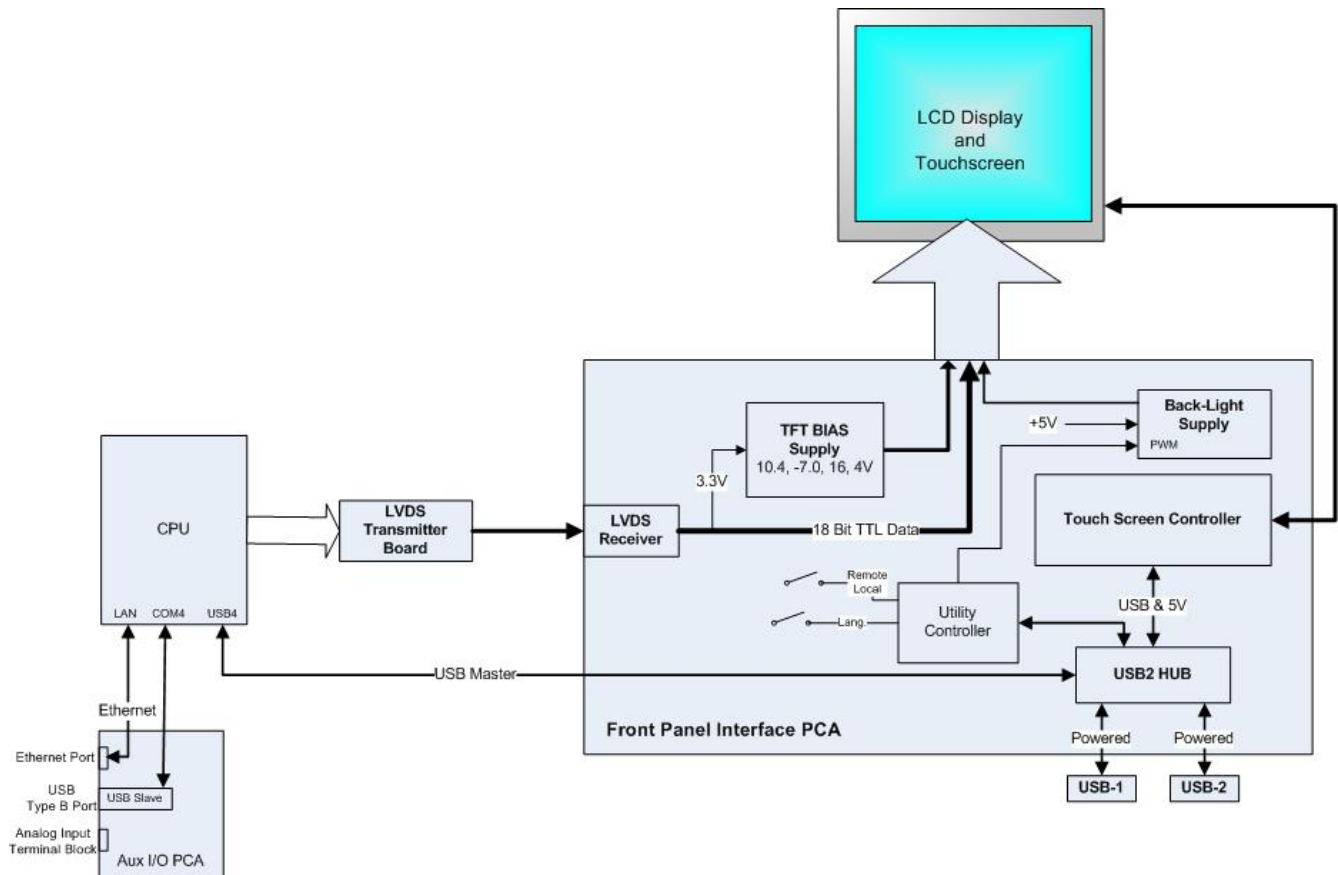 LCD Display
and
Touchscreen
Back-Light
Supply
+5V
PWM
TFT BIAS
Supply
10.4, -7.0, 16, 4V
3.3V
CPU
LVDS
Transmitter
Board
LVDS
Receiver
18 Bit TTL Data
Touch Screen Controller
Remote
Local
Lang.
Utility
Controller
USB & 5V
LAN
COM4
USB4
USB Master
USB2 HUB
Ethernet
Front Panel Interface PCA
Powered
Powered
USB-1
USB-2
Ethernet Port
USB
Type B Port
USB Slave
Analog Input
Terminal Block
Aux I/O PCA